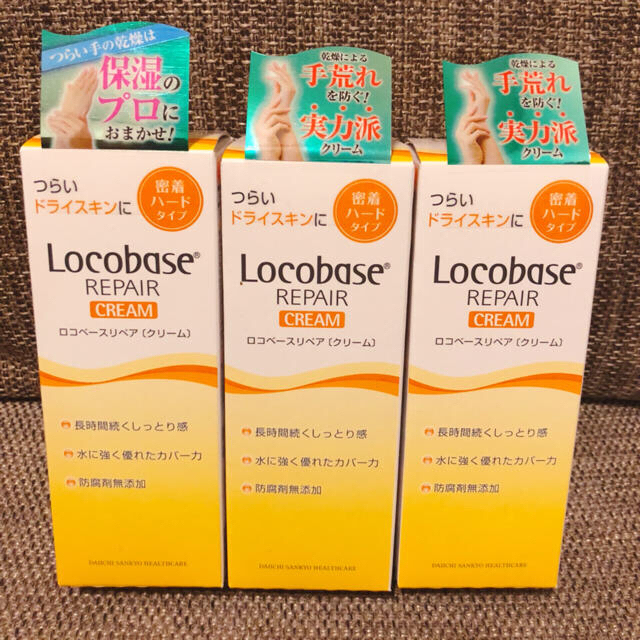 つらい手の乾燥は
保湿の
プロに
おまかせ!
つらい
ドライスキンに
密着
ハード
タイプ
Locobase®
REPAIR
CREAM
ロコベースリペア〔クリーム〕
長時間続くしっとり感
水に強く優れたカバー力
防腐剤無添加
DAIICHI SANKYO HEALTHCARE
乾燥による
手荒れ
を防ぐ!
実力派
クリーム
つらい
ドライスキンに
密着
ハード
タイプ
Locobase®
REPAIR
CREAM
ロコベースリペア〔クリーム〕
長時間続くしっとり感
水に強く優れたカバー力
防腐剤無添加
DAIICHI SANKYO HEALTHCARE
乾燥による
手荒れ
を防ぐ!
実力派
クリーム
つらい
ドライスキンに
密着
ハード
タイプ
Locobase®
REPAIR
CREAM
ロコベースリペア〔クリーム〕
長時間続くしっとり感
水に強く優れたカバー力
防腐剤無添加
DAIICHI SANKYO HEALTHCARE